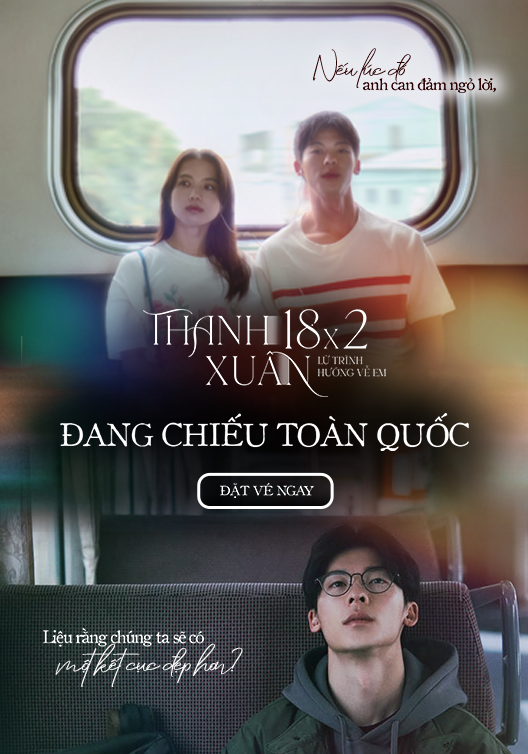 Nếu lúc đó
anh can đảm ngỏ lời,
THANH 18x2
XUÂN LỮ TRÌNH
HƯỚNG VỀ EM
ĐANG CHIẾU TOÀN QUỐC
ĐẶT VÉ NGAY
Liệu rằng chúng ta sẽ có
một kết cục đẹp hơn?